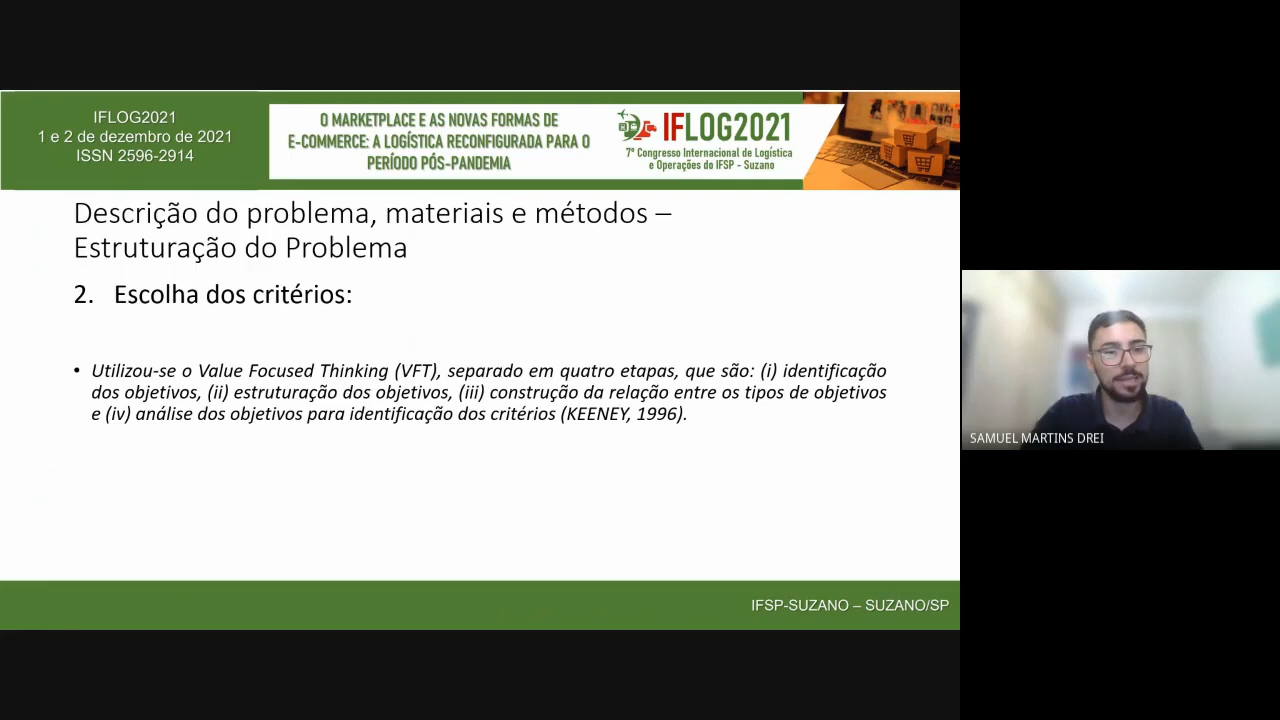 IFLOG2021
1 e 2 de dezembro de 2021
ISSN 2596-2914
O MARKETPLACE E AS NOVAS FORMAS DE
E-COMMERCE: A LOGÍSTICA RECONFIGURADA PARA O
PERÍODO PÓS-PANDEMIA
IFLOG2021
7º Congresso Internacional de Logística
e Operações do IFSP - Suzano
Descrição do problema, materiais e métodos –
Estruturação do Problema
2. Escolha dos critérios:
• Utilizou-se o Value Focused Thinking (VFT), separado em quatro etapas, que são: (i) identificação
dos objetivos, (ii) estruturação dos objetivos, (iii) construção da relação entre os tipos de objetivos
e (iv) análise dos objetivos para identificação dos critérios (KEENEY, 1996).
SAMUEL MARTINS DREI
IFSP-SUZANO – SUZANO/SP